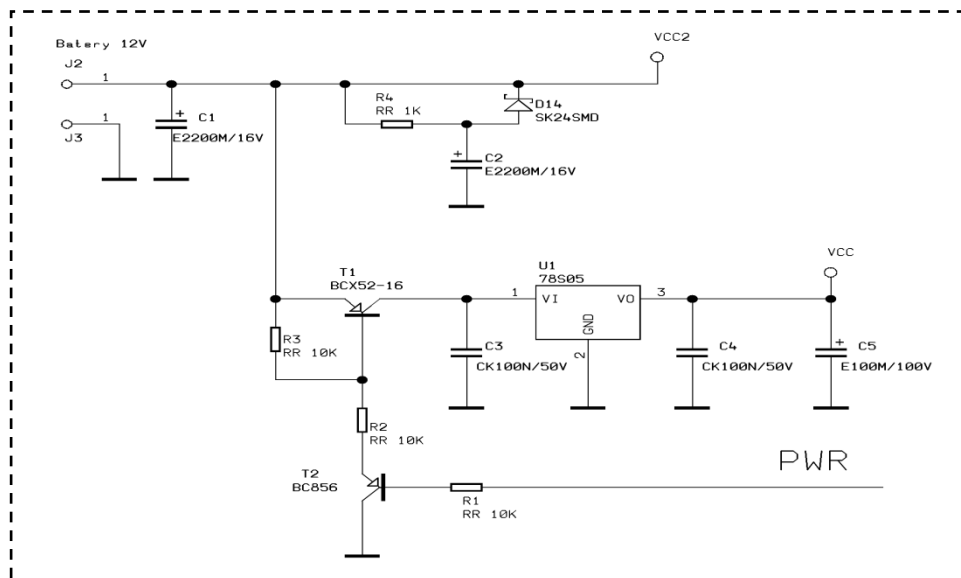 Batery 12V
VCC2
J2
1
R4
RR 1K
D14
SK24SMD
J3
1
+
C1
E2200M/16V
+
C2
E2200M/16V
T1
BCX52-16
U1
78S05
VCC
1
VI
VO
3
GND
2
R3
RR 10K
C3
CK100N/50V
C4
CK100N/50V
+
C5
E100M/100V
R2
RR 10K
T2
BC856
PWR
R1
RR 10K